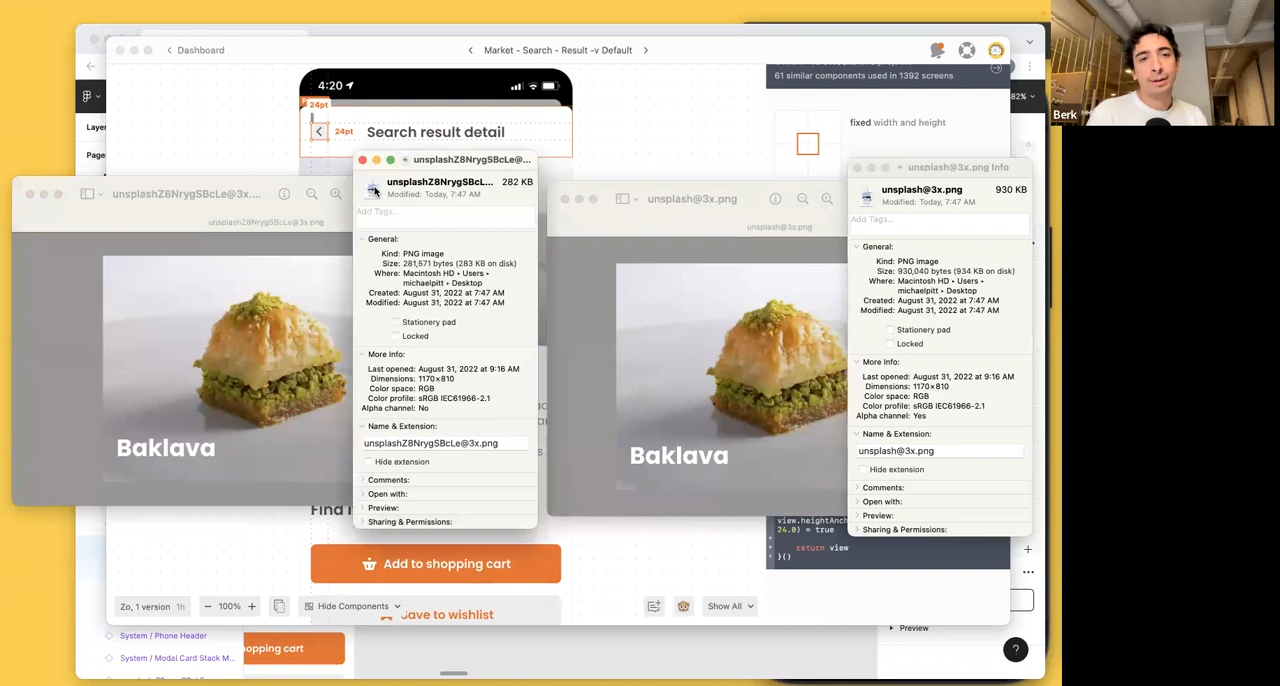 Dashboard
Market - Search - Result -v Default
61 similar components used in 1392 screens
82%
Berk
Layer
Page
4:20
24pt
24pt
Search result detail
fixed width and height
unsplashZ8NrygSBcLe@3x....
unsplashZ8NrygSBcLe@3x.png
Baklava
unsplashZ8NrygSBcLe@...
unsplashZ8NrygSBcL... 282 KB
Modified: Today, 7:47 AM
Add Tags...
General:
Kind: PNG image
Size: 281,571 bytes (283 KB on disk)
Where: Macintosh HD • Users •
michaelpitt • Desktop
Created: August 31, 2022 at 7:47 AM
Modified: August 31, 2022 at 7:47 AM
Stationery pad
Locked
More Info:
Last opened: August 31, 2022 at 9:16 AM
Dimensions: 1170×810
Color space: RGB
Color profile: sRGB IEC61966-2.1
Alpha channel: No
Name & Extension:
unsplashZ8NrygSBcLe@3x.png
Hide extension
Comments:
Open with:
Preview:
Sharing & Permissions:
unsplash@3x.png
unsplash@3x.png
Baklava
unsplash@3x.png Info
unsplash@3x.png 930 KB
Modified: Today, 7:47 AM
Add Tags...
General:
Kind: PNG image
Size: 930,040 bytes (934 KB on disk)
Where: Macintosh HD • Users •
michaelpitt • Desktop
Created: August 31, 2022 at 7:47 AM
Modified: August 31, 2022 at 7:47 AM
Stationery pad
Locked
More Info:
Last opened: August 31, 2022 at 9:16 AM
Dimensions: 1170×810
Color space: RGB
Color profile: sRGB IEC61966-2.1
Alpha channel: Yes
Name & Extension:
unsplash@3x.png
Hide extension
Comments:
Open with:
Preview:
Sharing & Permissions:
Find i
Add to shopping cart
save to wishlist
view.heightAnch
24.0) = true
return view
}()
Zo, 1 version 1h
100%
Hide Components
Show All
System / Phone Header
System / Modal Card Stack M...
opping cart
Preview
?